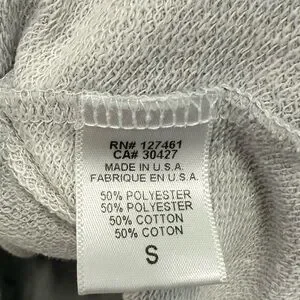 RN# 127461
CA# 30427
MADE IN U.S.A.
FABRIQUE EN U.S.A.
50% POLYESTER
50% POLYESTER
50% COTTON
50% COTON
S